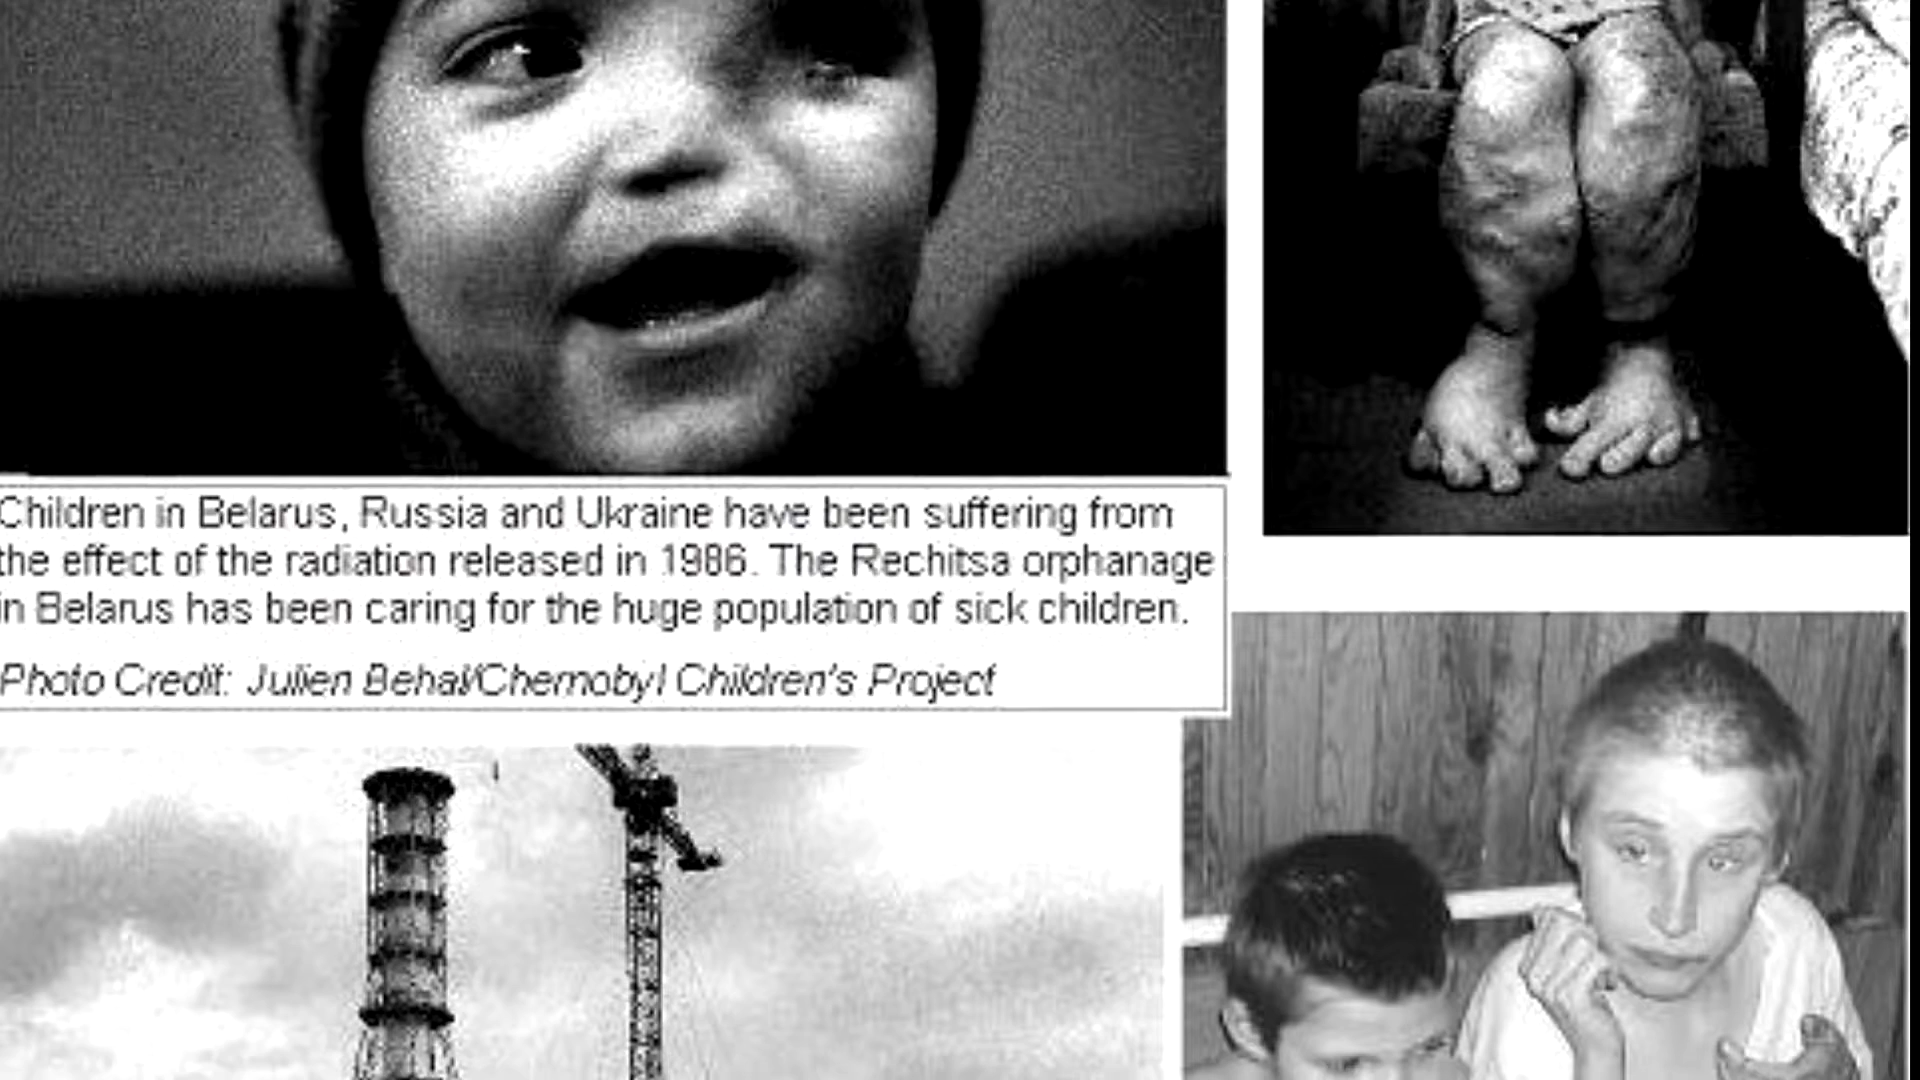 Children in Belarus, Russia and Ukraine have been suffering from
the effect of the radiation released in 1986. The Rechitsa orphanage
in Belarus has been caring for the huge population of sick children.
Photo Credit: Julien Behal/Chernobyl Children's Project